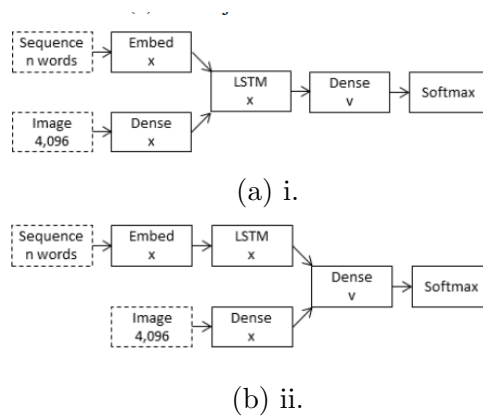 Sequence
n words
Embed
x
LSTM
x
Dense
v
Softmax
Image
4,096
Dense
x
(a) i.
Sequence
n words
Embed
x
LSTM
x
Dense
v
Softmax
Image
4,096
Dense
x
(b) ii.